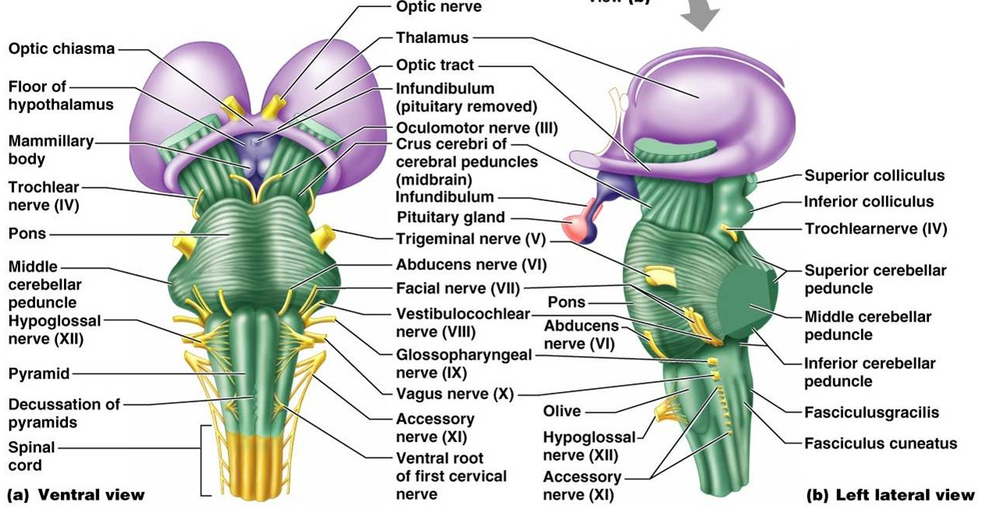 View (b)
Optic nerve
Optic chiasma
Thalamus
Optic tract
Floor of
hypothalamus
Infundibulum
(pituitary removed)
Oculomotor nerve (III)
Mammillary
body
Crus cerebri of
cerebral peduncles
(midbrain)
Trochlear
nerve (IV)
Infundibulum
Pituitary gland
Pons
Trigeminal nerve (V)
Middle
cerebellar
peduncle
Abducens nerve (VI)
Facial nerve (VII)
Hypoglossal
nerve (XII)
Vestibulocochlear
nerve (VIII)
Glossopharyngeal
nerve (IX)
Pyramid
Vagus nerve (X)
Decussation of
pyramids
Accessory
nerve (XI)
Spinal
cord
Ventral root
of first cervical
nerve
(a) Ventral view
Superior colliculus
Inferior colliculus
Trochlearnerve (IV)
Superior cerebellar
peduncle
Pons
Middle cerebellar
peduncle
Abducens
nerve (VI)
Inferior cerebellar
peduncle
Olive
Fasciculusgracilis
Hypoglossal
nerve (XII)
Fasciculus cuneatus
Accessory
nerve (XI)
(b) Left lateral view